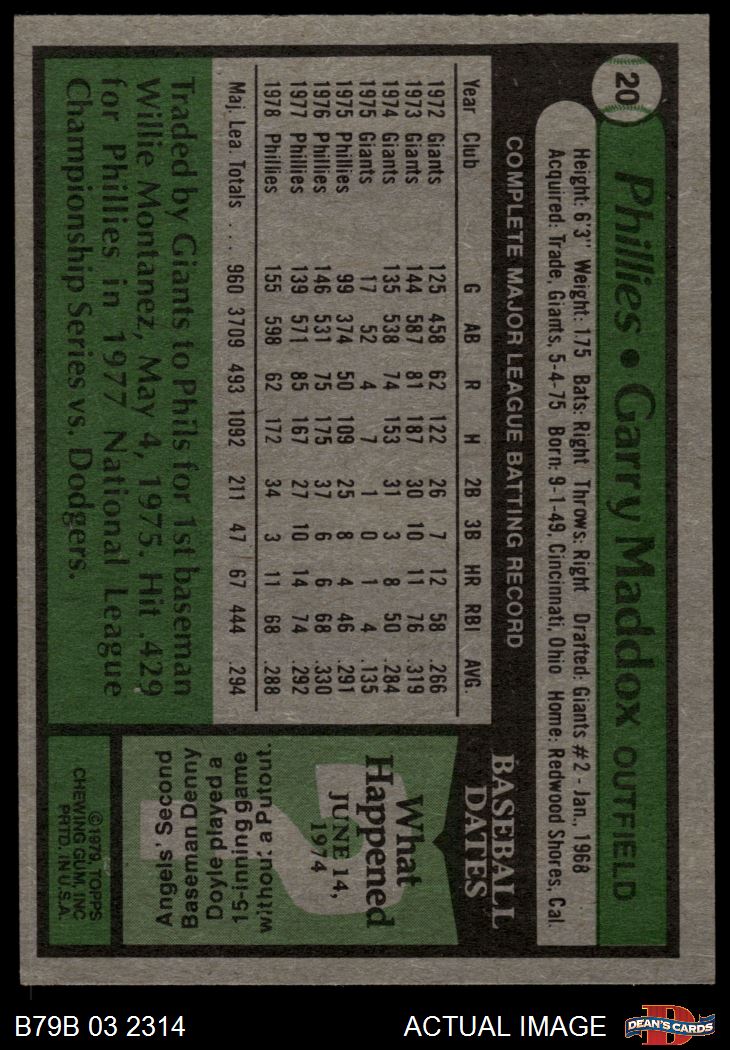 20
Phillies • Garry Maddox OUTFIELD
Height: 6'3" Weight: 175 Bats: Right Throws: Right Drafted: Giants #2 - Jan., 1968
Acquired: Trade, Giants, 5-4-75 Born: 9-1-49, Cincinnati, Ohio Home: Redwood Shores, Cal.
COMPLETE MAJOR LEAGUE BATTING RECORD
Year Club G AB R H 2B 3B HR RBI AVG.
1972 Giants 125 458 62 122 26 7 12 58 .266
1973 Giants 144 587 81 187 30 10 11 76 .319
1974 Giants 135 538 74 153 31 3 8 50 .284
1975 Giants 17 52 4 7 1 0 1 4 .135
1975 Phillies 99 374 50 109 25 8 4 46 .291
1976 Phillies 146 531 75 175 37 6 6 68 .330
1977 Phillies 139 571 85 167 27 10 14 74 .292
1978 Phillies 155 598 62 172 34 3 11 68 .288
Maj. Lea. Totals . . . 960 3709 493 1092 211 47 67 444 .294
Traded by Giants to Phils for 1st baseman
Willie Montanez, May 4, 1975. Hit .429
for Phillies in 1977 National League
Championship Series vs. Dodgers.
BASEBALL
DATES
What
Happened
JUNE 14,
1974
?
Angels' Second
Baseman Denny
Doyle played a
15-inning game
without a Putout.
©1979, TOPPS
CHEWING GUM, INC
PRTD. IN U.S.A.
B79B 03 2314
ACTUAL IMAGE
D
DEAN'S CARDS